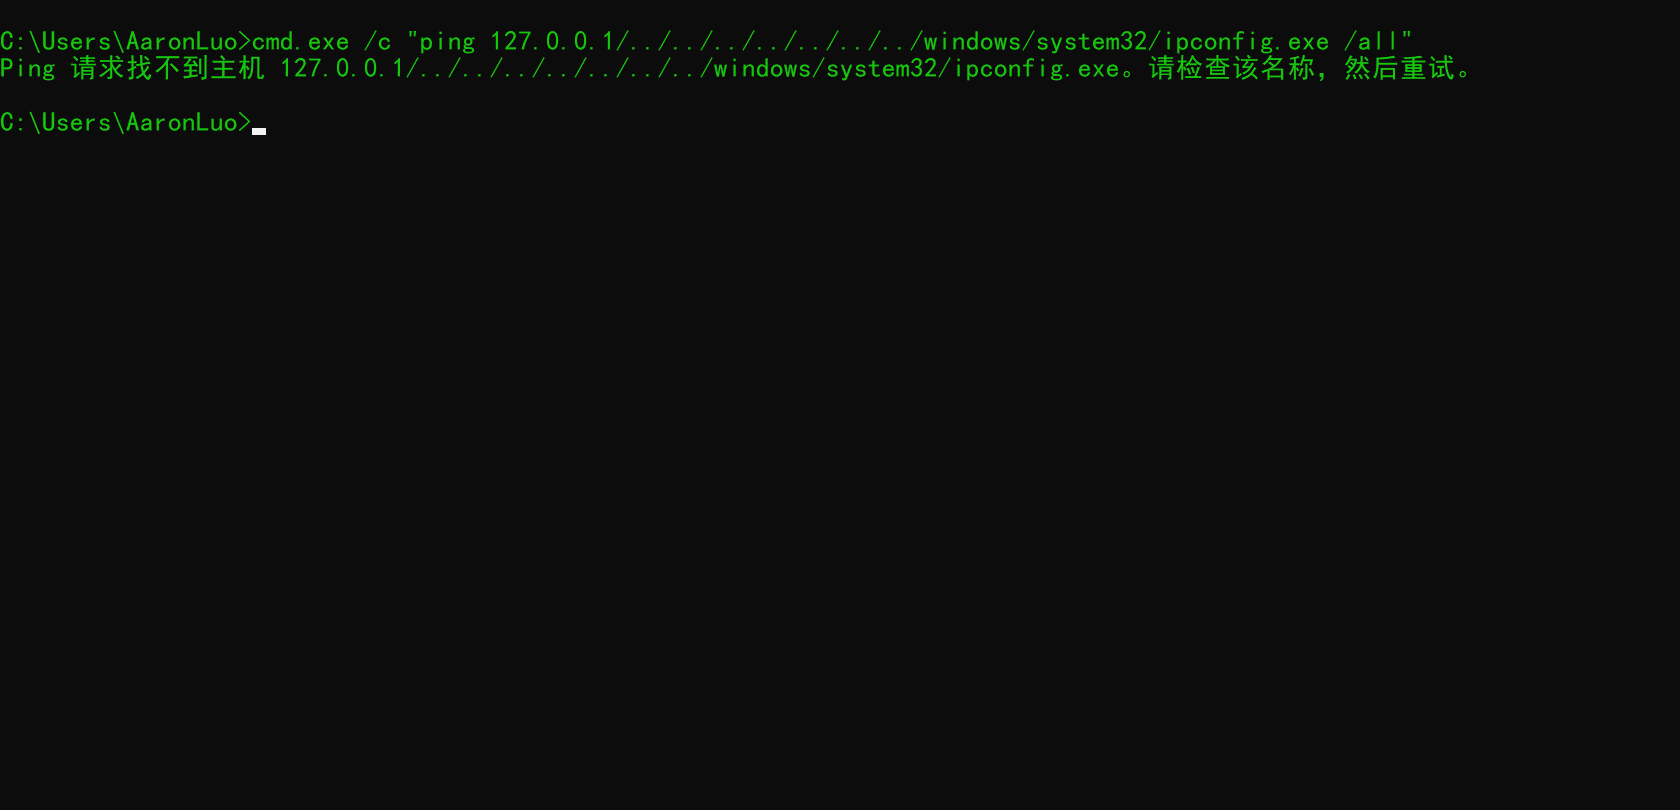 C:\Users\AaronLuo>cmd.exe /c "ping 127.0.0.1/../../../../../../../windows/system32/ipconfig.exe /all"
Ping 请求找不到主机 127.0.0.1/../../../../../../../windows/system32/ipconfig.exe。请检查该名称，然后重试。
C:\Users\AaronLuo>